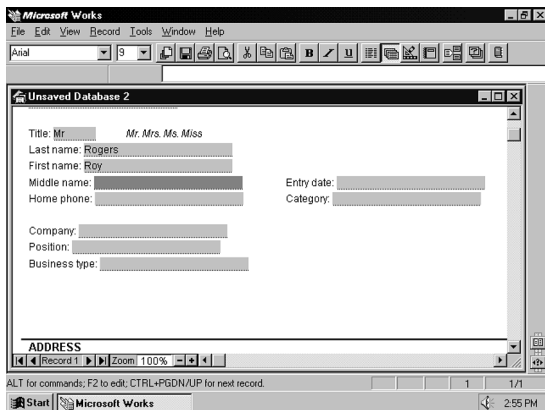 Microsoft Works
File Edit View Record Tools Window Help
Arial 9 B I U
Unsaved Database 2
Title: Mr Mr. Mrs. Ms. Miss
Last name: Rogers
First name: Roy
Middle name: Entry date:
Home phone: Category:
Company:
Position:
Business type:
ADDRESS
Record 1 Zoom 100%
ALT for commands; F2 to edit; CTRL+PGDN/UP for next record. 1 1/1
Start Microsoft Works 2:55 PM